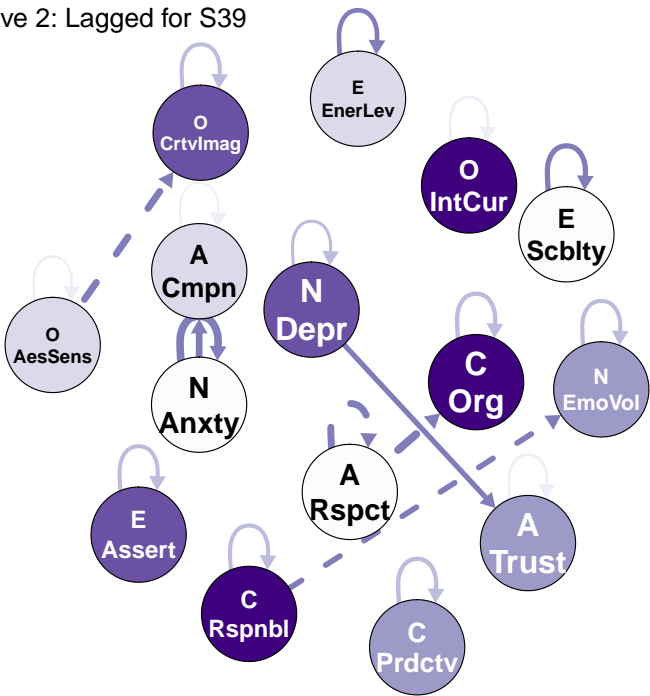 ve 2: Lagged for S39
E
EnerLev
O
CrtvImag
O
IntCur
E
Scblty
A
Cmpn
N
Depr
O
AesSens
C
Org
N
EmoVol
N
Anxty
A
Rspct
E
Assert
A
Trust
C
Rspnbl
C
Prdctv